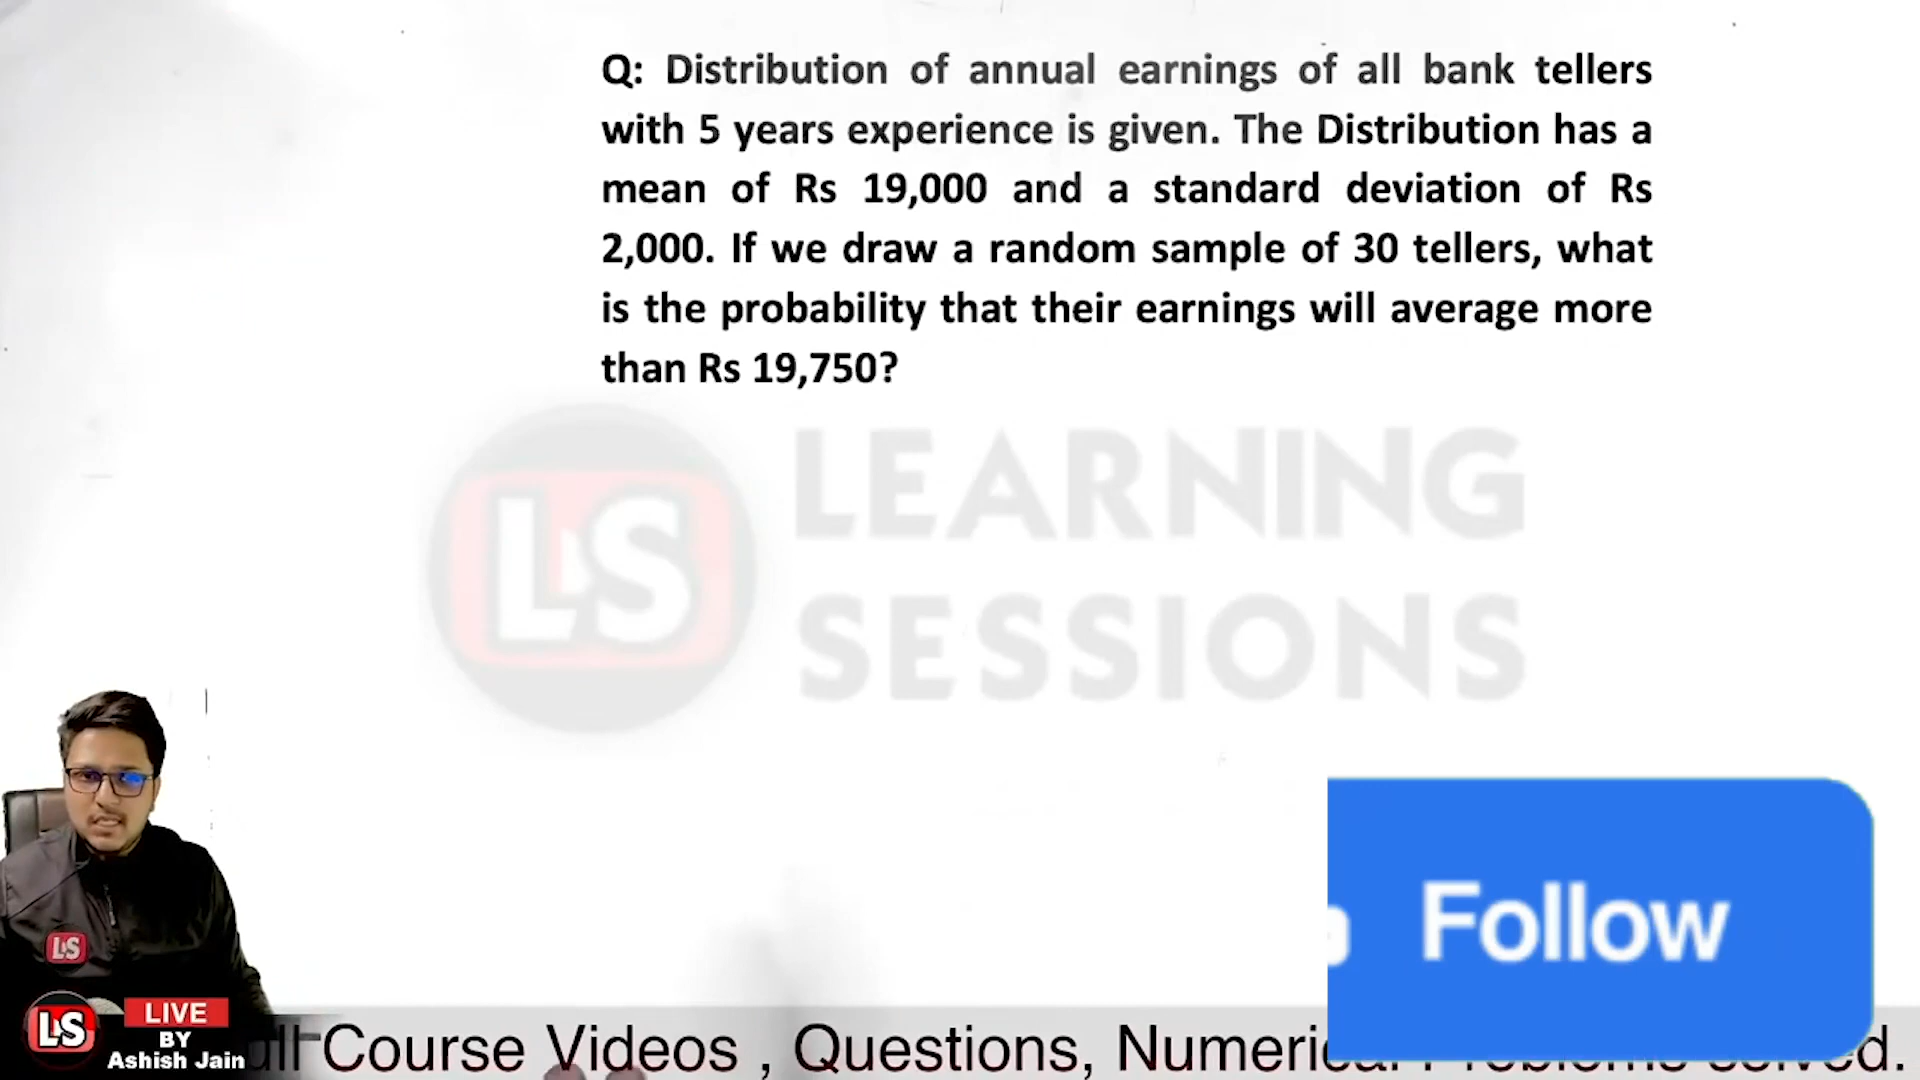 Q: Distribution of annual earnings of all bank tellers
with 5 years experience is given. The Distribution has a
mean of Rs 19,000 and a standard deviation of Rs
2,000. If we draw a random sample of 30 tellers, what
is the probability that their earnings will average more
than Rs 19,750?
LS LEARNING
SESSIONS
LS
Follow
LS LIVE
BY
Ashish Jain
Course Videos , Questions,